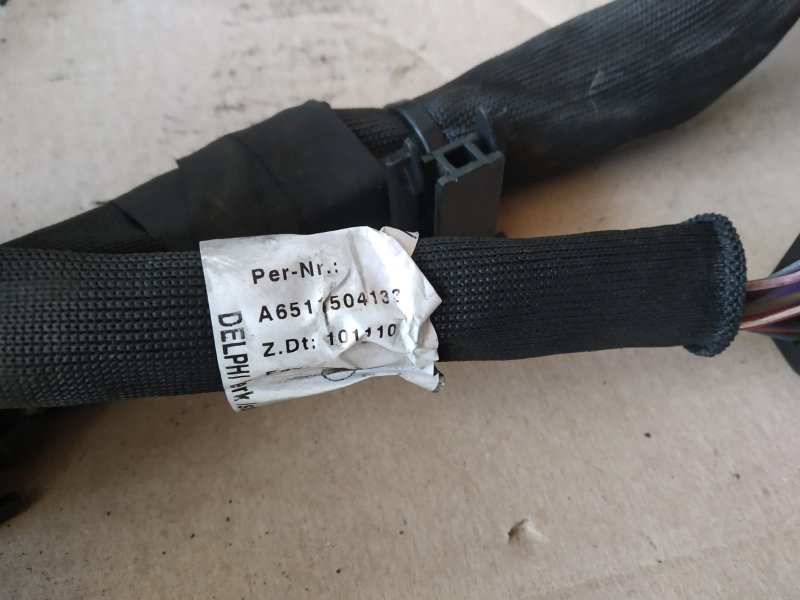 Per-Nr.:
A6511504133
Z.Dt: 101110
DELPHI